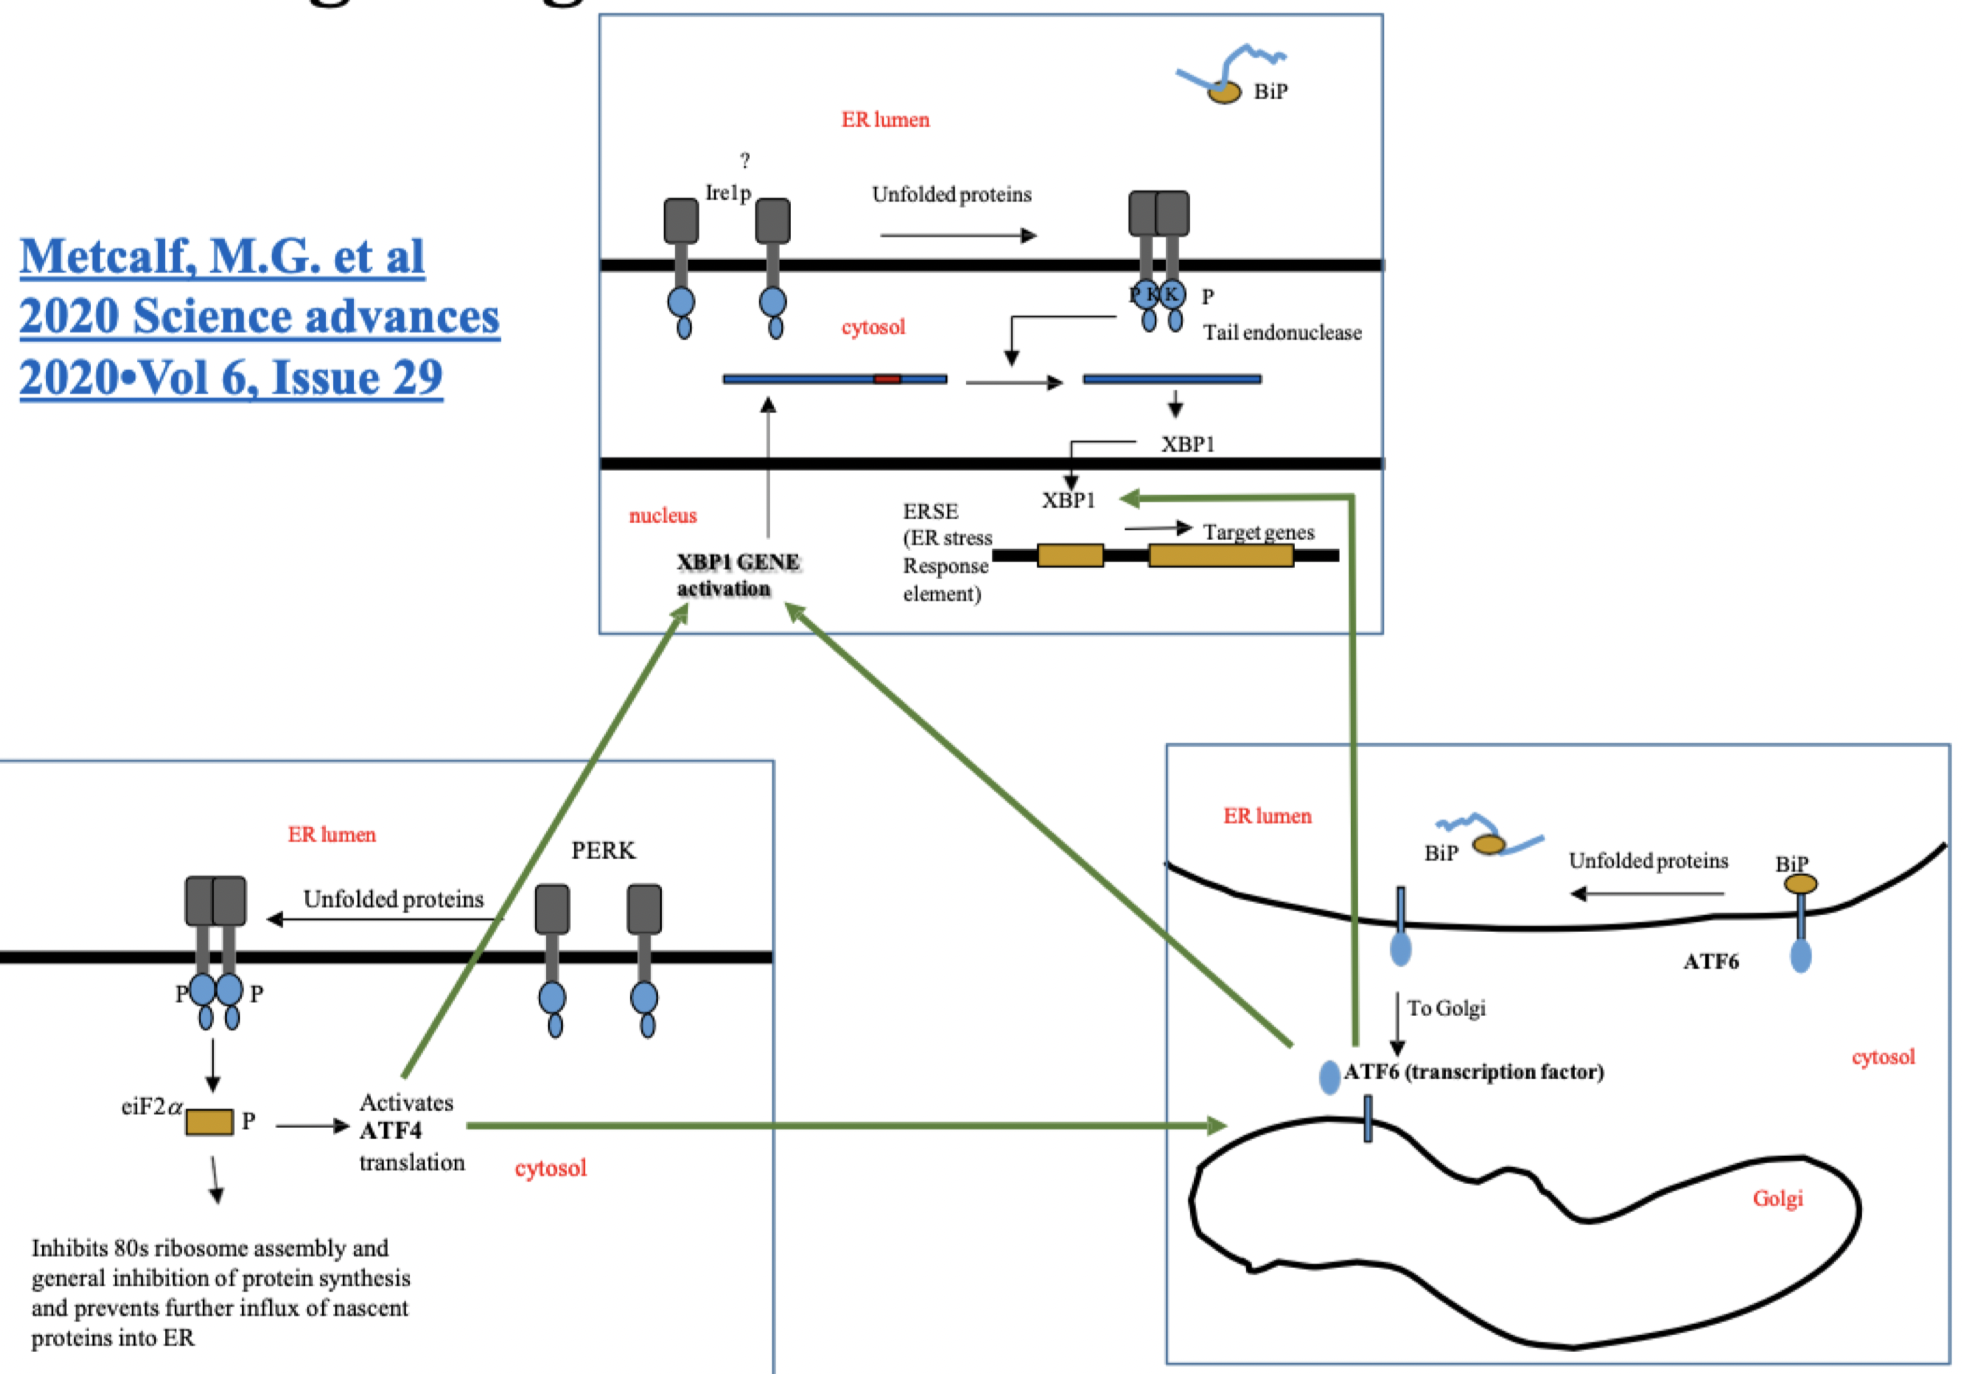 Metcalf, M.G. et al
2020 Science advances
2020•Vol 6, Issue 29
BiP
ER lumen
?
Ire1p
Unfolded proteins
P K K P
cytosol
Tail endonuclease
XBP1
XBP1
nucleus
ERSE
(ER stress
Response
element)
Target genes
XBP1 GENE
activation
ER lumen
PERK
Unfolded proteins
P P
eiF2α
P
Activates
ATF4
translation
cytosol
Inhibits 80s ribosome assembly and
general inhibition of protein synthesis
and prevents further influx of nascent
proteins into ER
ER lumen
BiP
Unfolded proteins
BiP
ATF6
To Golgi
cytosol
ATF6 (transcription factor)
Golgi